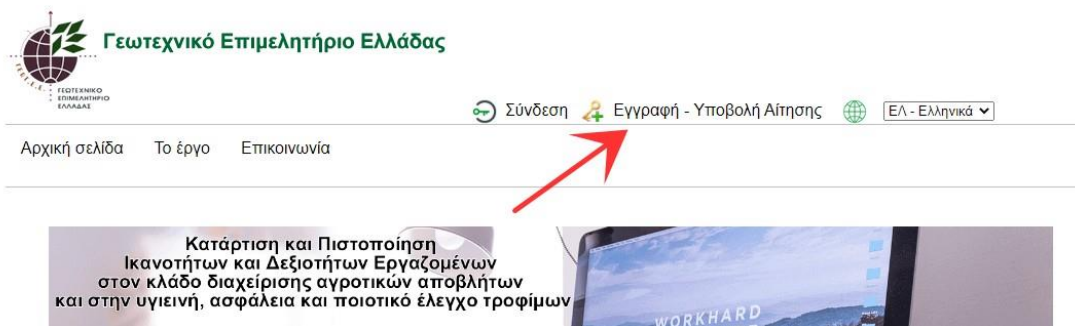 Γεωτεχνικό Επιμελητήριο Ελλάδας
ΓΕΩΤΕΧΝΙΚΟ
ΕΠΙΜΕΛΗΤΗΡΙΟ
ΕΛΛΑΔΑΣ
Σύνδεση Εγγραφή - Υποβολή Αίτησης ΕΛ - Ελληνικά
Αρχική σελίδα Το έργο Επικοινωνία
Κατάρτιση και Πιστοποίηση
Ικανοτήτων και Δεξιοτήτων Εργαζομένων
στον κλάδο διαχείρισης αγροτικών αποβλήτων
και στην υγιεινή, ασφάλεια και ποιοτικό έλεγχο τροφίμων
WORKHARD